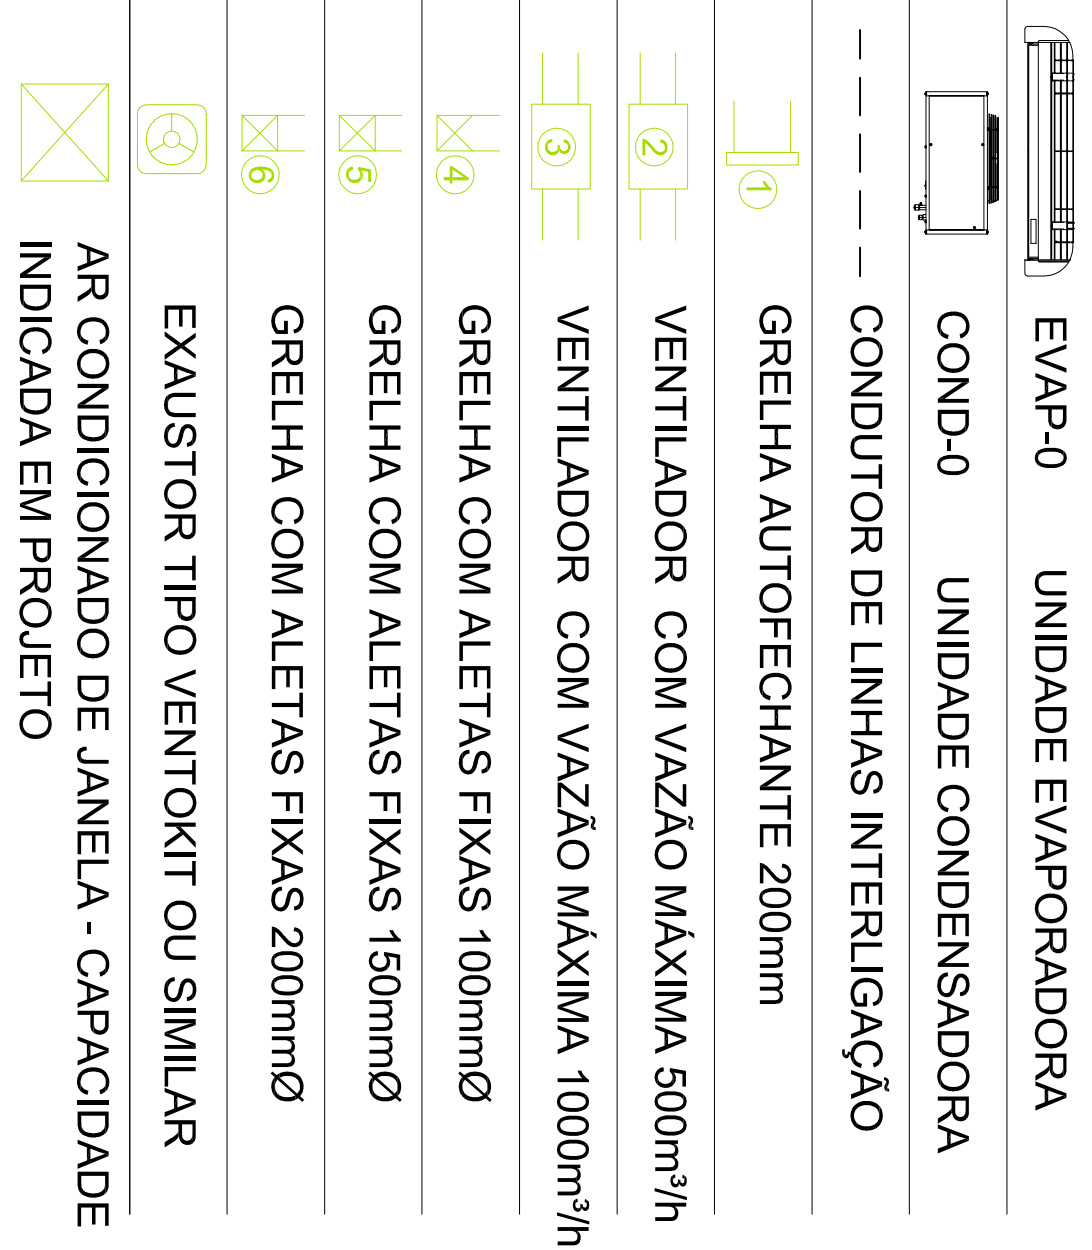 EVAP-0 UNIDADE EVAPORADORA
COND-0 UNIDADE CONDENSADORA
CONDUTOR DE LINHAS INTERLIGAÇÃO
1 GRELHA AUTOFECHANTE 200mm
2 VENTILADOR COM VAZÃO MÁXIMA 500m³/h
3 VENTILADOR COM VAZÃO MÁXIMA 1000m³/h
4 GRELHA COM ALETAS FIXAS 100mmØ
5 GRELHA COM ALETAS FIXAS 150mmØ
6 GRELHA COM ALETAS FIXAS 200mmØ
EXAUSTOR TIPO VENTOKIT OU SIMILAR
AR CONDICIONADO DE JANELA - CAPACIDADE
INDICADA EM PROJETO